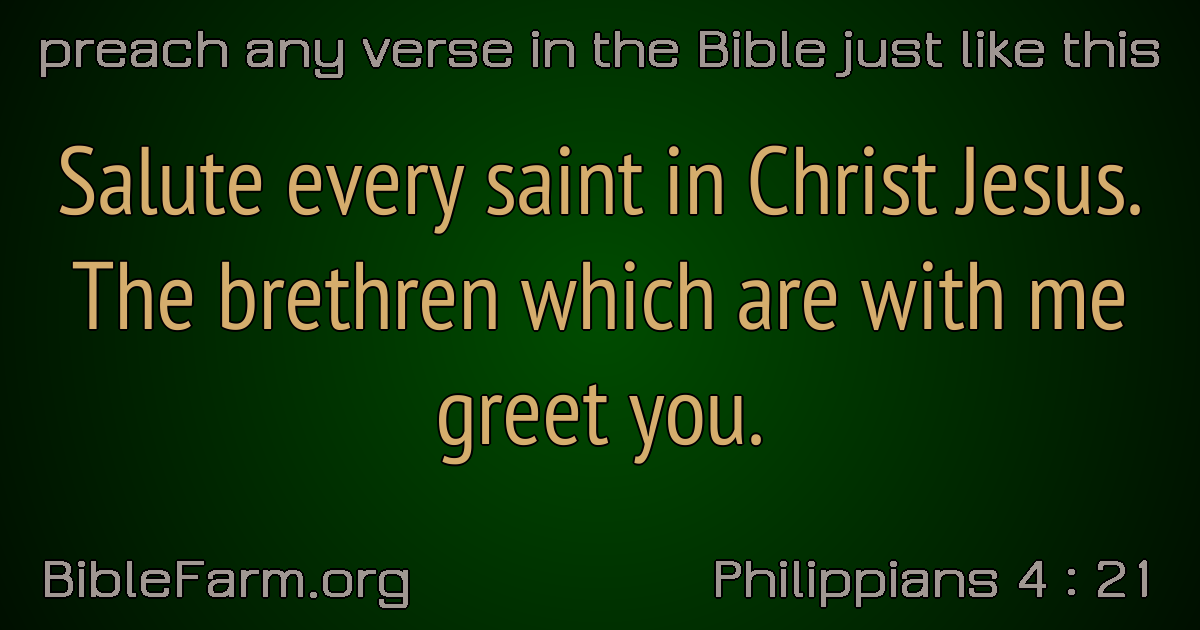 preach any verse in the Bible just like this
Salute every saint in Christ Jesus.
The brethren which are with me
greet you.
BibleFarm.org
Philippians 4 : 21